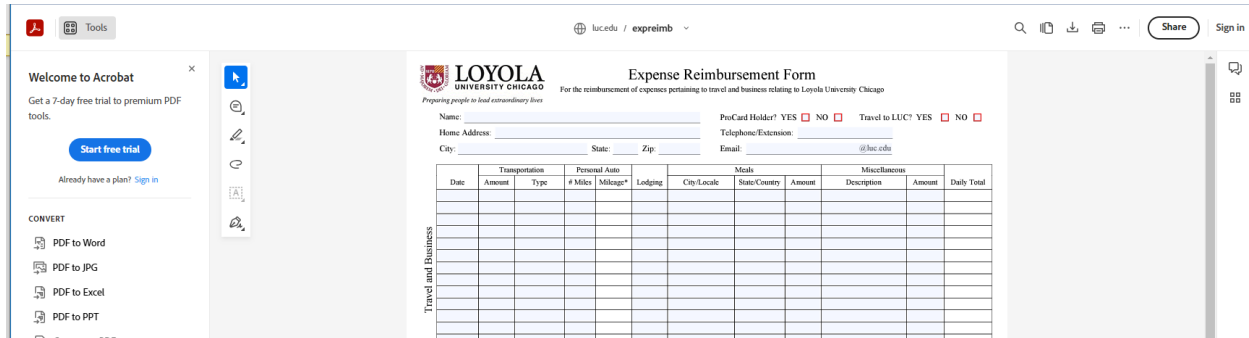 Tools
luc.edu / expreimb
Share
Sign in
Welcome to Acrobat
Get a 7-day free trial to premium PDF
tools.
Start free trial
Already have a plan? Sign in
CONVERT
PDF to Word
PDF to JPG
PDF to Excel
PDF to PPT
LOYOLA
UNIVERSITY CHICAGO
Preparing people to lead extraordinary lives
Expense Reimbursement Form
For the reimbursement of expenses pertaining to travel and business relating to Loyola University Chicago
Name: ProCard Holder? YES NO Travel to LUC? YES NO
Home Address: Telephone/Extension:
City: State: Zip: Email: @luc.edu
Transportation Personal Auto Meals Miscellaneous
Date Amount Type # Miles Mileage* Lodging City/Locale State/Country Amount Description Amount Daily Total
Travel and Business